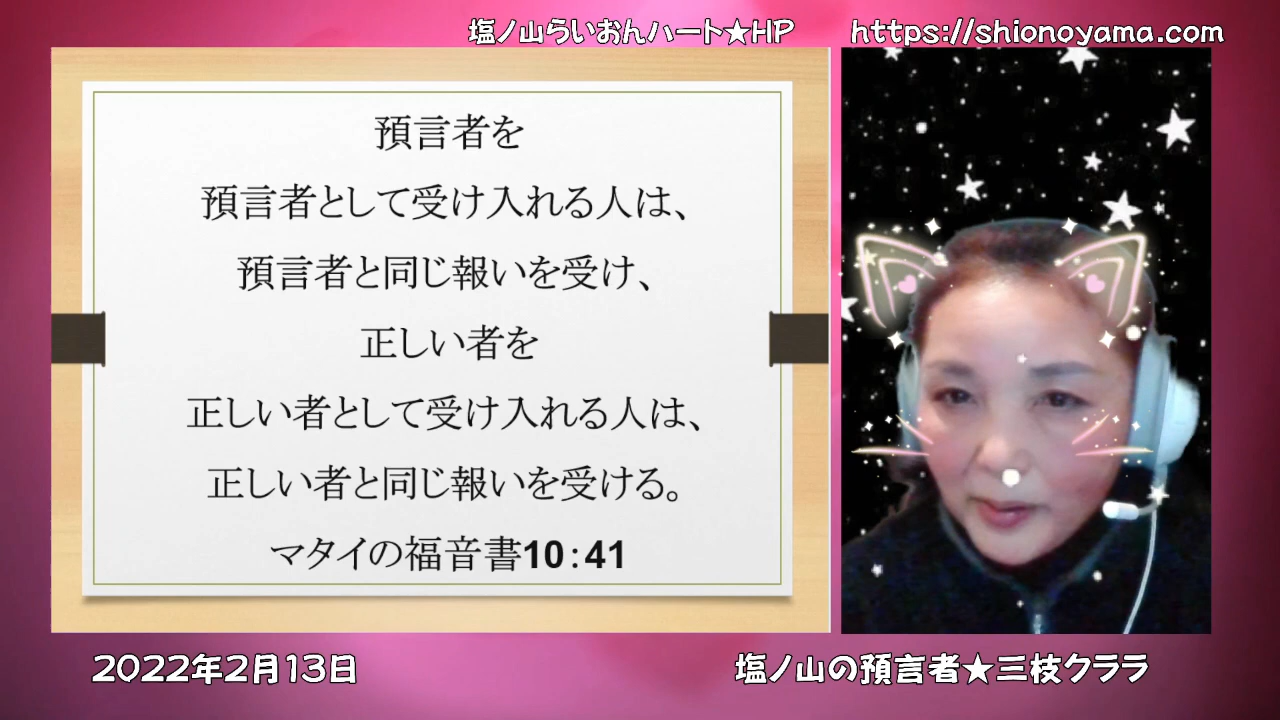 塩ノ山らいおんハート★HP https://shionoyama.com
預言者を
預言者として受け入れる人は、
預言者と同じ報いを受け、
正しい者を
正しい者として受け入れる人は、
正しい者と同じ報いを受ける。
マタイの福音書10：41
2022年2月13日 塩ノ山の預言者★三枝クララ